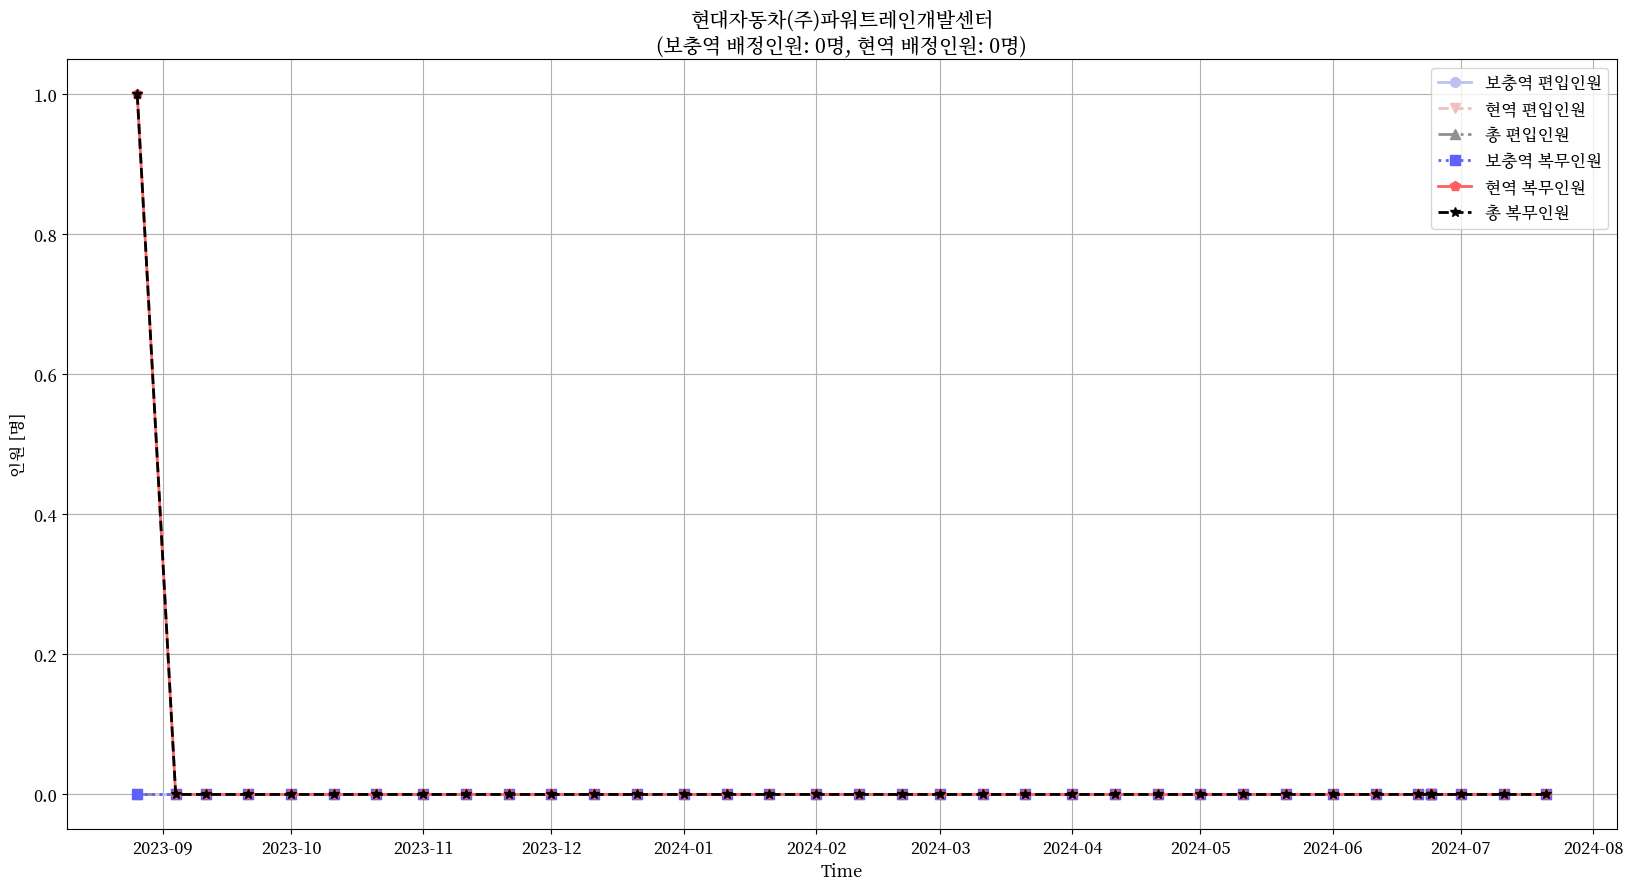 현대자동차(주)파워트레인개발센터
(보충역 배정인원: 0명, 현역 배정인원: 0명)
보충역 편입인원
현역 편입인원
총 편입인원
보충역 복무인원
현역 복무인원
총 복무인원
인원 [명]
1.0
0.8
0.6
0.4
0.2
0.0
2023-09 2023-10 2023-11 2023-12 2024-01 2024-02 2024-03 2024-04 2024-05 2024-06 2024-07 2024-08
Time